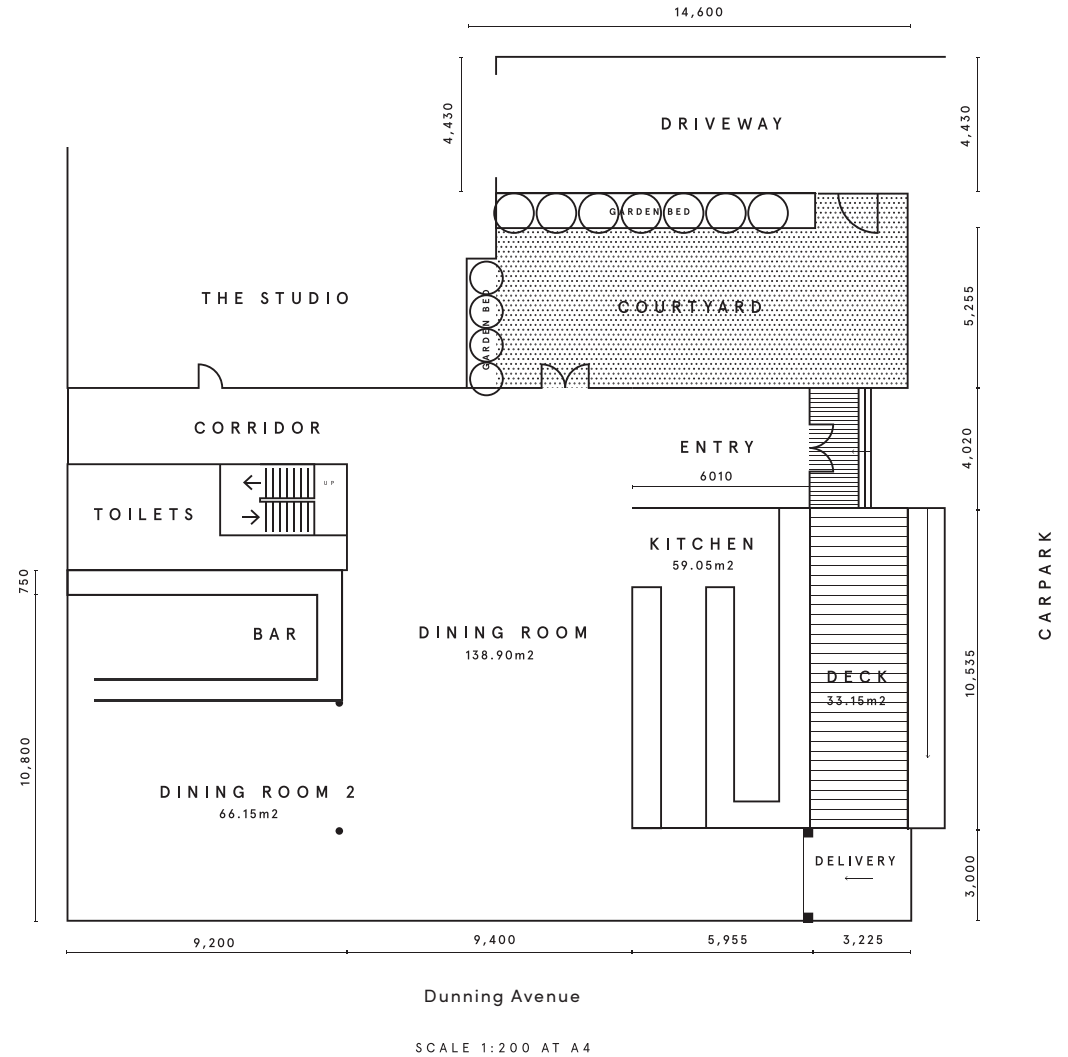 14,600
4,430
DRIVEWAY
4,430
GARDEN BED
THE STUDIO
GARDEN BED
COURTYARD
5,255
CORRIDOR
ENTRY
4,020
6010
UP
TOILETS
KITCHEN
59.05m2
CARPARK
750
BAR
DINING ROOM
138.90m2
DECK
33.15m2
10,535
10,800
DINING ROOM 2
66.15m2
DELIVERY
3,000
9,200
9,400
5,955
3,225
Dunning Avenue
SCALE 1:200 AT A4